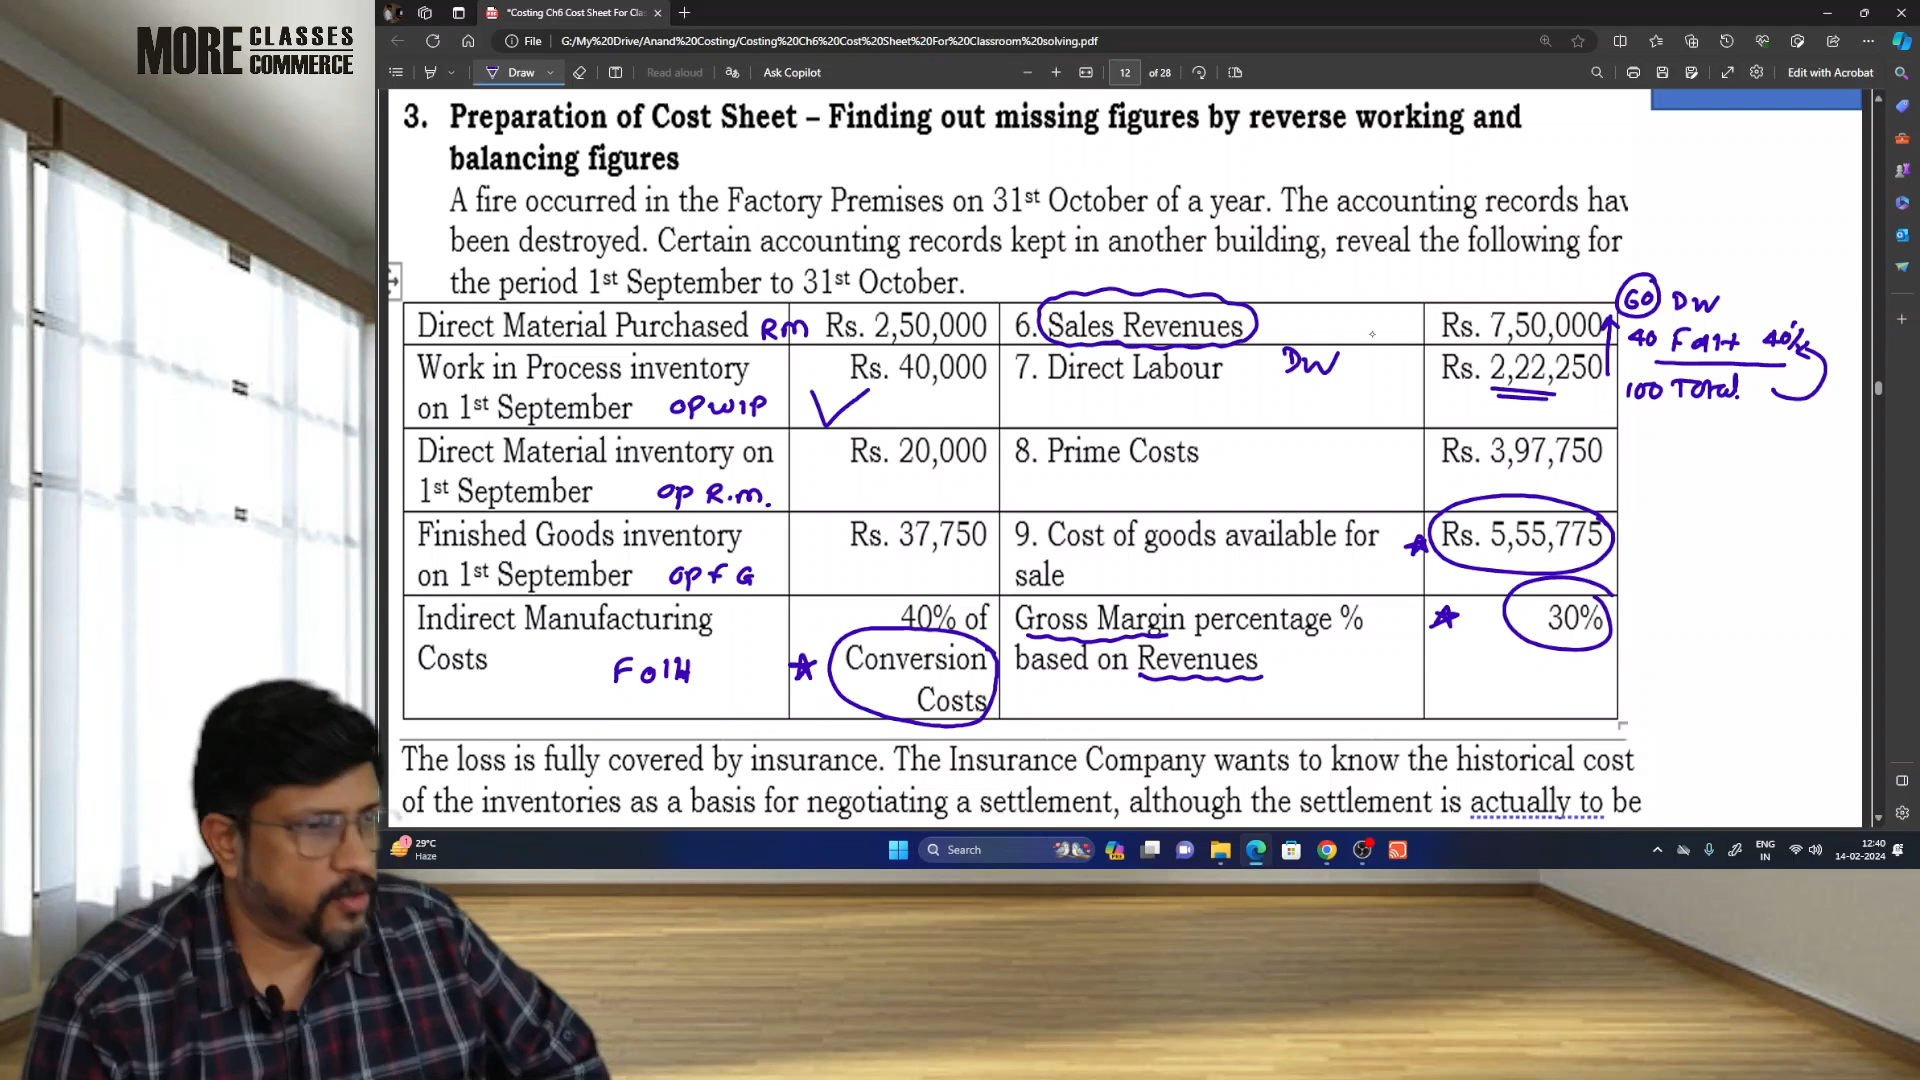 MORE CLASSES COMMERCE
*Costing Ch6 Cost Sheet For Cla
File G:/My%20Drive/Anand%20Costing/Costing%20Ch6%20Cost%20Sheet%20For%20Classroom%20solving.pdf
Draw Read aloud Ask Copilot 12 of 28 Edit with Acrobat
3. Preparation of Cost Sheet – Finding out missing figures by reverse working and
balancing figures
A fire occurred in the Factory Premises on 31st October of a year. The accounting records hav
been destroyed. Certain accounting records kept in another building, reveal the following for
the period 1st September to 31st October.
Direct Material Purchased RM Rs. 2,50,000 6. Sales Revenues Rs. 7,50,000
60 DW
40 FOH 40%
100 Total
Work in Process inventory Rs. 40,000 7. Direct Labour DW Rs. 2,22,250
on 1st September OP WIP
Direct Material inventory on Rs. 20,000 8. Prime Costs Rs. 3,97,750
1st September OP R.M.
Finished Goods inventory Rs. 37,750 9. Cost of goods available for Rs. 5,55,775
on 1st September OP FG sale
Indirect Manufacturing 40% of Gross Margin percentage % 30%
Costs FOH Conversion based on Revenues
Costs
The loss is fully covered by insurance. The Insurance Company wants to know the historical cost
of the inventories as a basis for negotiating a settlement, although the settlement is actually to be
29°C
Haze
Search
ENG
IN
12:40
14-02-2024